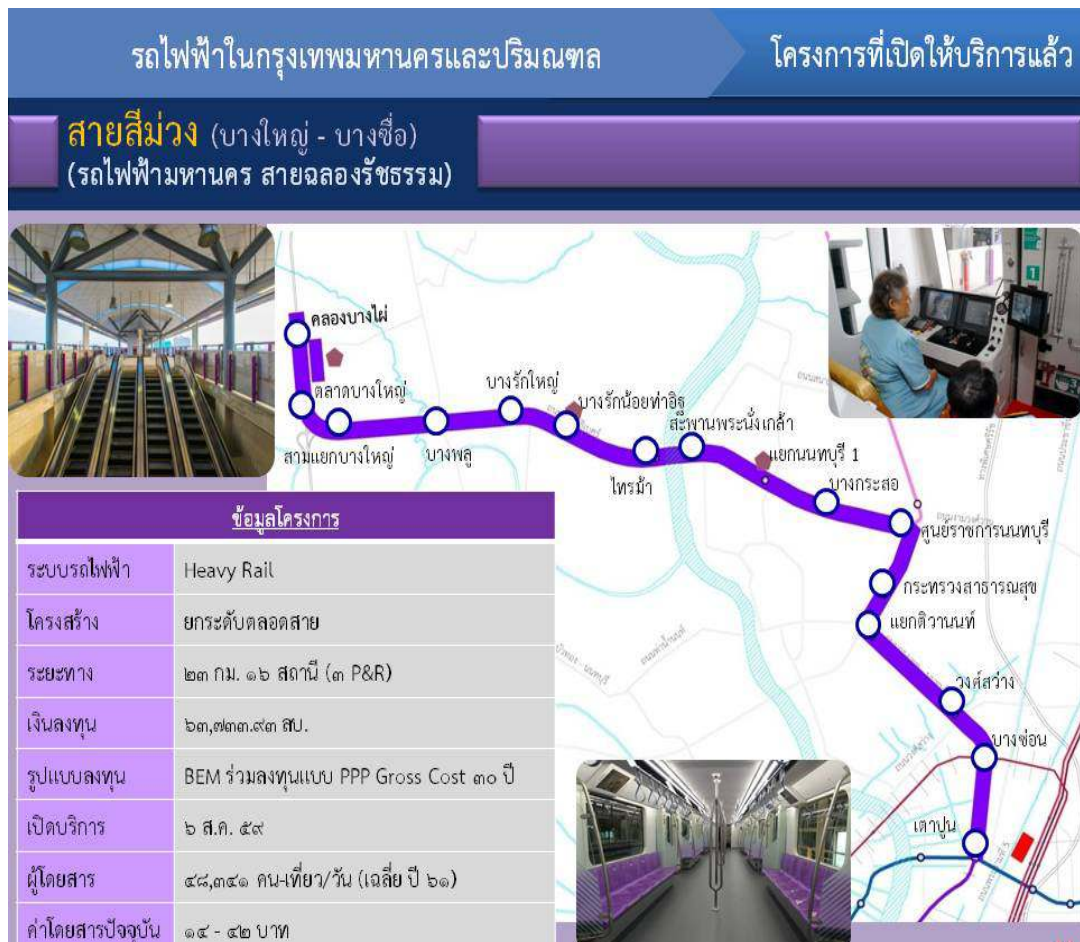 รถไฟฟ้าในกรุงเทพมหานครและปริมณฑล
โครงการที่เปิดให้บริการแล้ว
สายสีม่วง (บางใหญ่ - บางซื่อ)
(รถไฟฟ้ามหานคร สายฉลองรัชธรรม)
คลองบางไผ่
ตลาดบางใหญ่
สามแยกบางใหญ่
บางพลู
บางรักใหญ่
บางรักน้อยท่าอิฐ
ไทรม้า
สะพานพระนั่งเกล้า
แยกนนทบุรี 1
บางกระสอ
ศูนย์ราชการนนทบุรี
กระทรวงสาธารณสุข
แยกติวานนท์
วงศ์สว่าง
บางซ่อน
เตาปูน
1
ข้อมูลโครงการ
ระบบรถไฟฟ้า Heavy Rail
โครงสร้าง ยกระดับตลอดสาย
ระยะทาง ๒๓ กม. ๑๖ สถานี (๓ P&R)
เงินลงทุน ๖๓,๗๓๓.๙๓ ลบ.
รูปแบบลงทุน BEM ร่วมลงทุนแบบ PPP Gross Cost ๓๐ ปี
เปิดบริการ ๖ ส.ค. ๕๙
ผู้โดยสาร ๔๘,๓๔๑ คน-เที่ยว/วัน (เฉลี่ย ปี ๖๑)
ค่าโดยสารปัจจุบัน ๑๔ - ๔๒ บาท